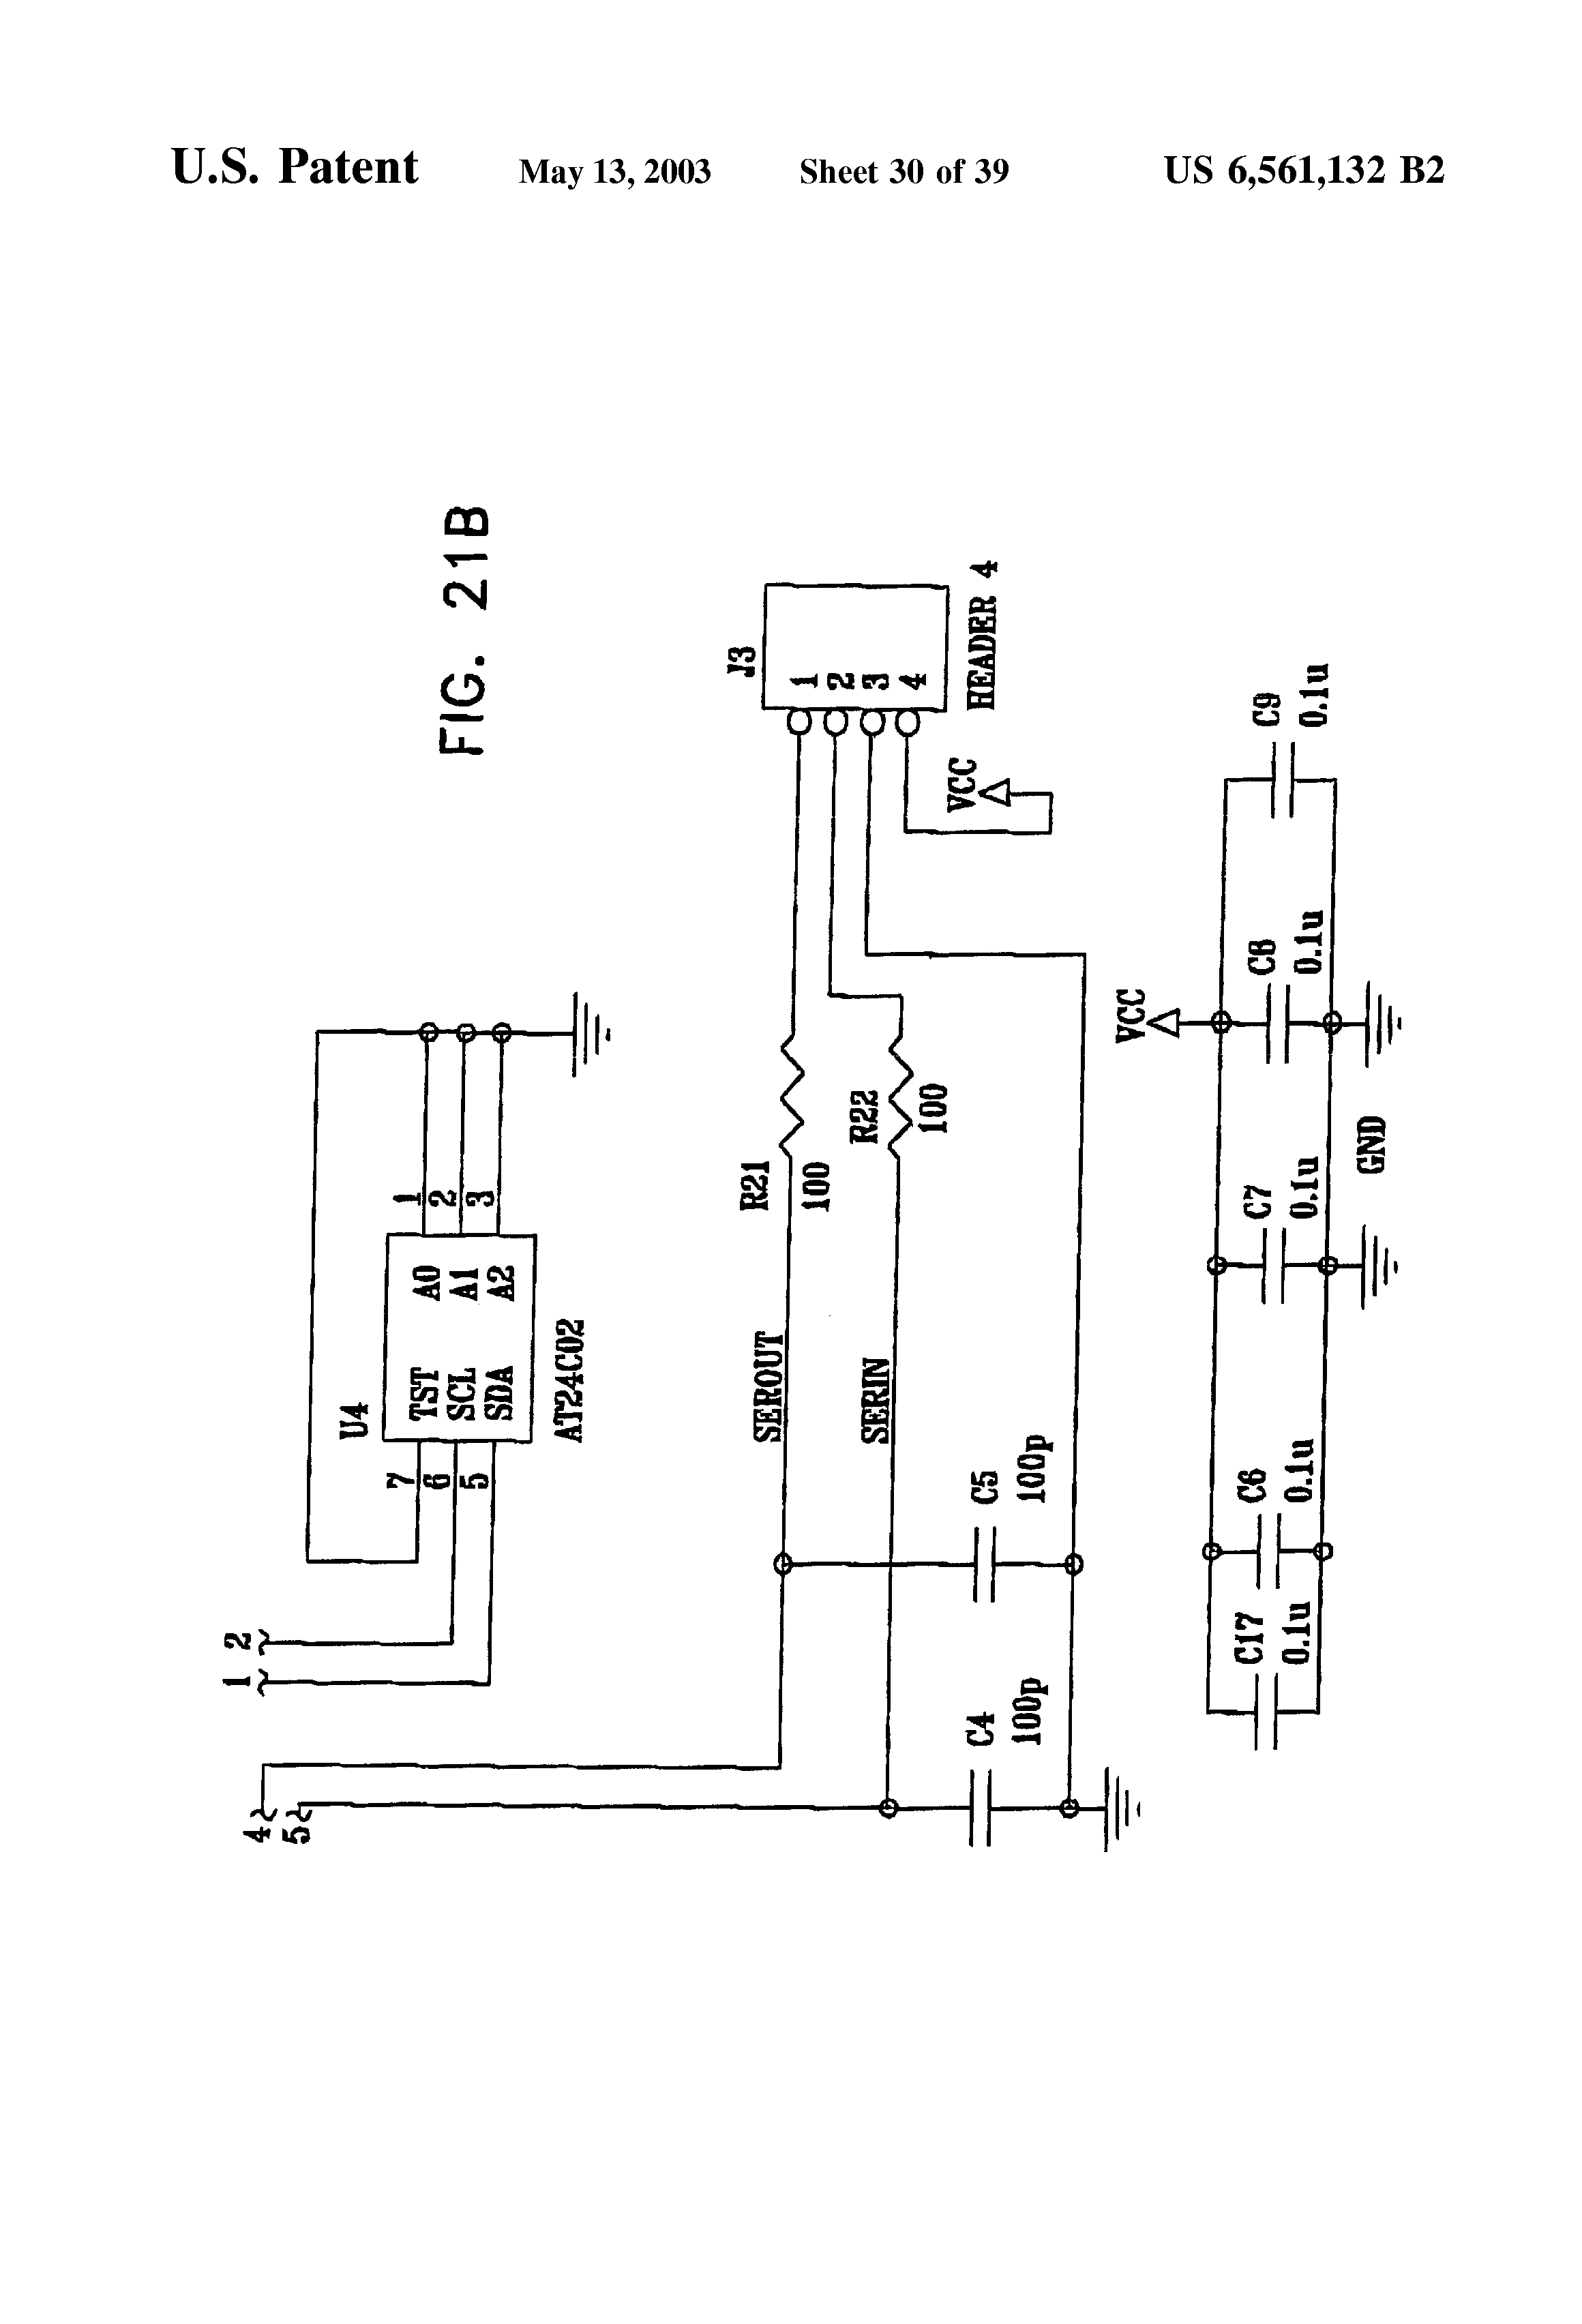 U.S. Patent May 13, 2003 Sheet 30 of 39 US 6,561,132 B2
FIG. 21B
2
1
4
5
U4
7 TST A0 1
6 SCL A1 2
5 SDA A2 3
AT24C02
J3
1
2
3
4
HEADER 4
VCC
SEROUT
R21
100
SERIN
R22
100
C5
100p
C4
100p
VCC
C17
0.1u
C6
0.1u
C7
0.1u
C8
0.1u
C9
0.1u
GND